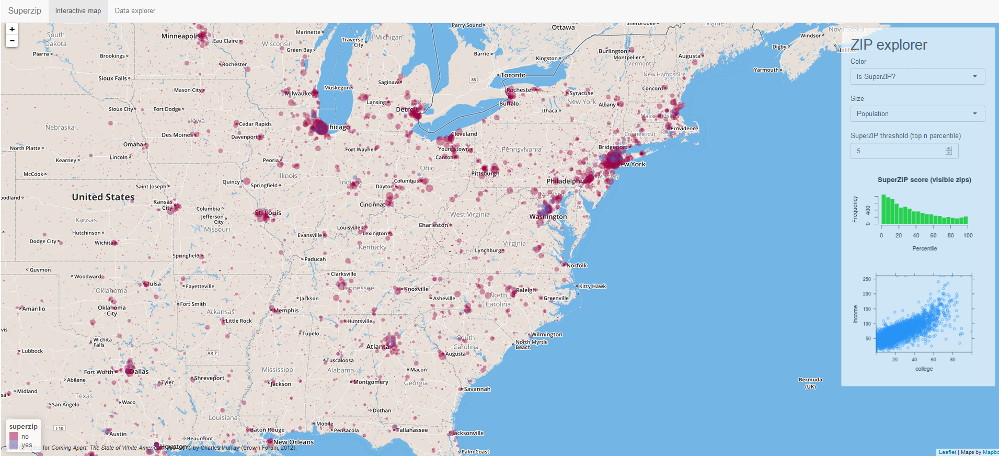 Superzip Interactive map Data explorer
+
−
ZIP explorer
Color
Is SuperZIP?
Size
Population
SuperZIP threshold (top n percentile)
5
SuperZIP score (visible zips)
Frequency
400
0
0 20 40 60 80 100
Percentile
250
200
150
100
50
income
20 40 60 80
college
Ottawa
Parry Sound
Sherbrooke
Maine
Nova Scotia
Windsor
Halifax
Digby
Yarmouth
South Dakota
Minneapolis
Eau Claire
Marinette
Wisconsin
Green Bay
Traverse City
Michigan
Barrie
Kingston
Burlington
Montpelier
Vermont
Augusta
Pierre
Brookings
Rochester
Toronto
85
New Hampshire
Sioux Falls
Mason City
Milwaukee
Muskegon
Saginaw
Lansing
Rochester
Syracuse
New York
Concord
Buffalo
Albany
Ithaca
Massachusetts
Sioux City
Fort Dodge
Iowa
Detroit
Nebraska
Cedar Rapids
Chicago
Providence
Connecticut
Des Moines
Davenport
Cleveland
Omaha
North Platte
Fort Wayne
Youngstown
Pennsylvania
Bridgeport
Lincoln
Kearney
Peoria
Canton
New York
McCook
Illinois
Ohio
Pittsburgh
Philadelphia
New Jersey
Saint Joseph
Quincy
Springfield
Indiana
Dayton
Columbus
Maryland
United States
oodland
Kansas City
Columbia
Jefferson City
St. Louis
Cincinnati
West Virginia
Washington
Del
Kansas
Missouri
Hutchinson
Louisville
Lexington
Charleston
Evansville
Dodge City
Wichita
Kentucky
Virginia
Lynchburg
Springfield
Paducah
Norfolk
Guymon
Woodward
Clarksville
Tulsa
Fayetteville
Tennessee
Knoxville
Raleigh
Kitty Hawk
Oklahoma
Jackson
Asheville
North Carolina
Greenville
Amarillo
Oklahoma City
Fort Smith
Arkansas
Memphis
Little Rock
Huntsville
vis
Tupelo
South Carolina
Wilmington
Wichita Falls
Lubbock
AR 7
Atlanta
North Myrtle Beach
Augusta
Tuscaloosa
Fort Worth
Dallas
Mississippi
Alabama
Macon
Abilene
Tyler
Shreveport
Jackson
Montgomery
Georgia
Bermuda (UK)
Midland
sa
Texas
Savannah
San Angelo
Waco
Dothan
Louisiana
Mobile
I 10
Austin
Baton Rouge
Pensacola
Tallahassee
Jacksonville
Beaumont
New Orleans
Houston
Palm Coast
superzip
no
yes
for Coming Apart: The State of White America, 2010 by Charles Murray (Crown Forum, 2012).
Leaflet | Maps by Mapbo